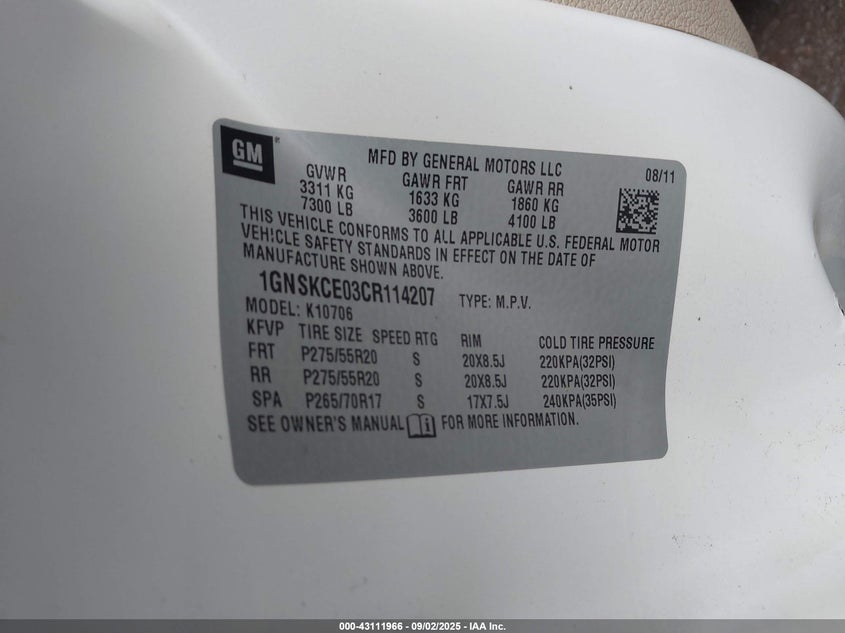 GM
MFD BY GENERAL MOTORS LLC
08/11
GVWR GAWR FRT GAWR RR
3311 KG 1633 KG 1860 KG
7300 LB 3600 LB 4100 LB
THIS VEHICLE CONFORMS TO ALL APPLICABLE U.S. FEDERAL MOTOR
VEHICLE SAFETY STANDARDS IN EFFECT ON THE DATE OF
MANUFACTURE SHOWN ABOVE.
1GNSKCE03CR114207 TYPE: M.P.V.
MODEL: K10706
KFVP TIRE SIZE SPEED RTG RIM COLD TIRE PRESSURE
FRT P275/55R20 S 20X8.5J 220KPA(32PSI)
RR P275/55R20 S 20X8.5J 220KPA(32PSI)
SPA P265/70R17 S 17X7.5J 240KPA(35PSI)
SEE OWNER'S MANUAL FOR MORE INFORMATION.
000-43111966 - 09/02/2025 - IAA Inc.